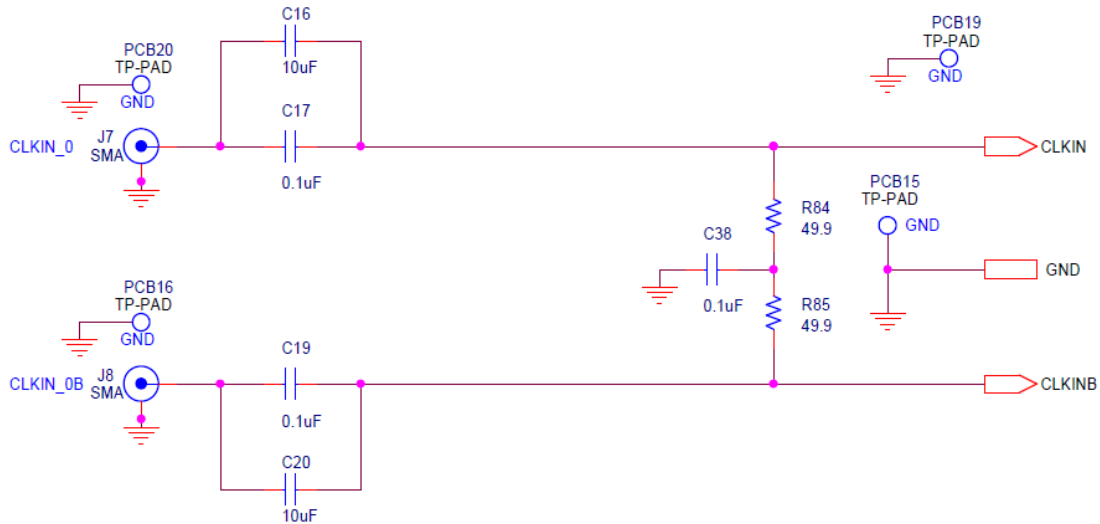 C16
10uF
PCB20
TP-PAD
GND
PCB19
TP-PAD
GND
C17
0.1uF
CLKIN_0
J7
SMA
CLKIN
R84
49.9
PCB15
TP-PAD
GND
C38
0.1uF
GND
R85
49.9
PCB16
TP-PAD
GND
C19
0.1uF
CLKIN_0B
J8
SMA
CLKINB
C20
10uF